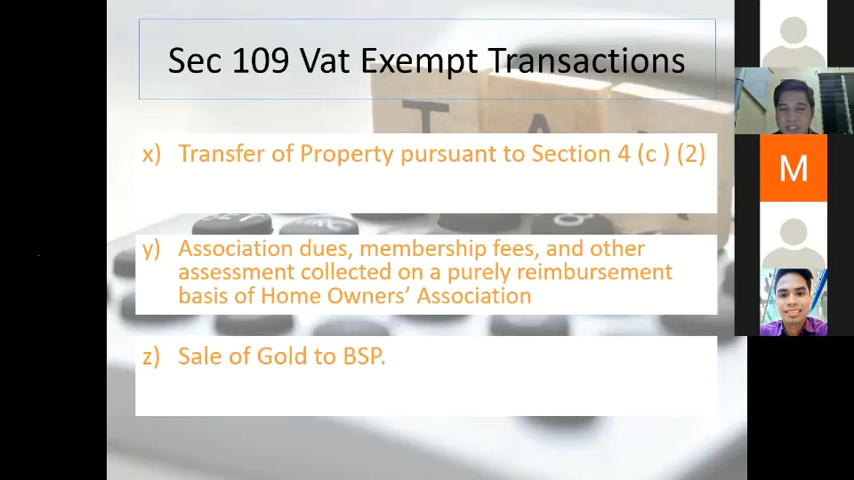 Sec 109 Vat Exempt Transactions
x) Transfer of Property pursuant to Section 4 (c ) (2)
y) Association dues, membership fees, and other
assessment collected on a purely reimbursement
basis of Home Owners' Association
z) Sale of Gold to BSP.
T A
M